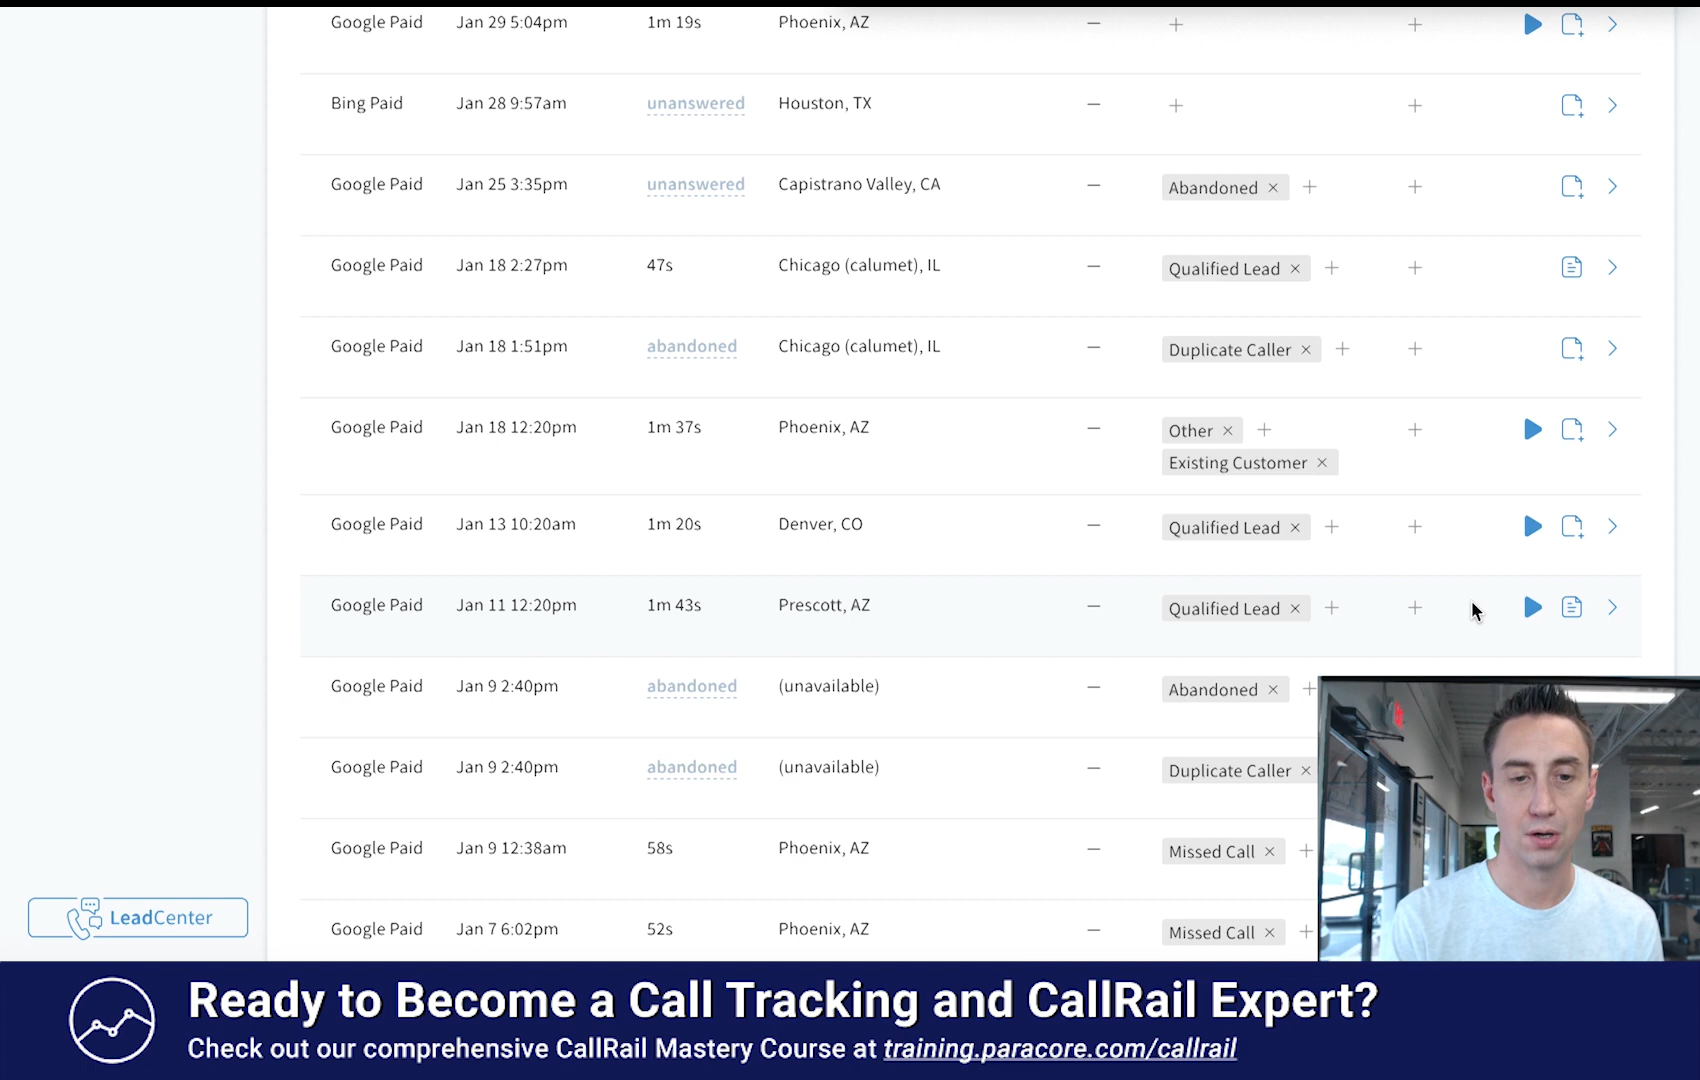 Google Paid Jan 29 5:04pm 1m 19s Phoenix, AZ — + +
Bing Paid Jan 28 9:57am unanswered Houston, TX — + +
Google Paid Jan 25 3:35pm unanswered Capistrano Valley, CA — Abandoned × + +
Google Paid Jan 18 2:27pm 47s Chicago (calumet), IL — Qualified Lead × + +
Google Paid Jan 18 1:51pm abandoned Chicago (calumet), IL — Duplicate Caller × + +
Google Paid Jan 18 12:20pm 1m 37s Phoenix, AZ — Other × + +
Existing Customer ×
Google Paid Jan 13 10:20am 1m 20s Denver, CO — Qualified Lead × + +
Google Paid Jan 11 12:20pm 1m 43s Prescott, AZ — Qualified Lead × + +
Google Paid Jan 9 2:40pm abandoned (unavailable) — Abandoned × +
Google Paid Jan 9 2:40pm abandoned (unavailable) — Duplicate Caller ×
Google Paid Jan 9 12:38am 58s Phoenix, AZ — Missed Call × +
Google Paid Jan 7 6:02pm 52s Phoenix, AZ — Missed Call × +
LeadCenter
Ready to Become a Call Tracking and CallRail Expert?
Check out our comprehensive CallRail Mastery Course at training.paracore.com/callrail